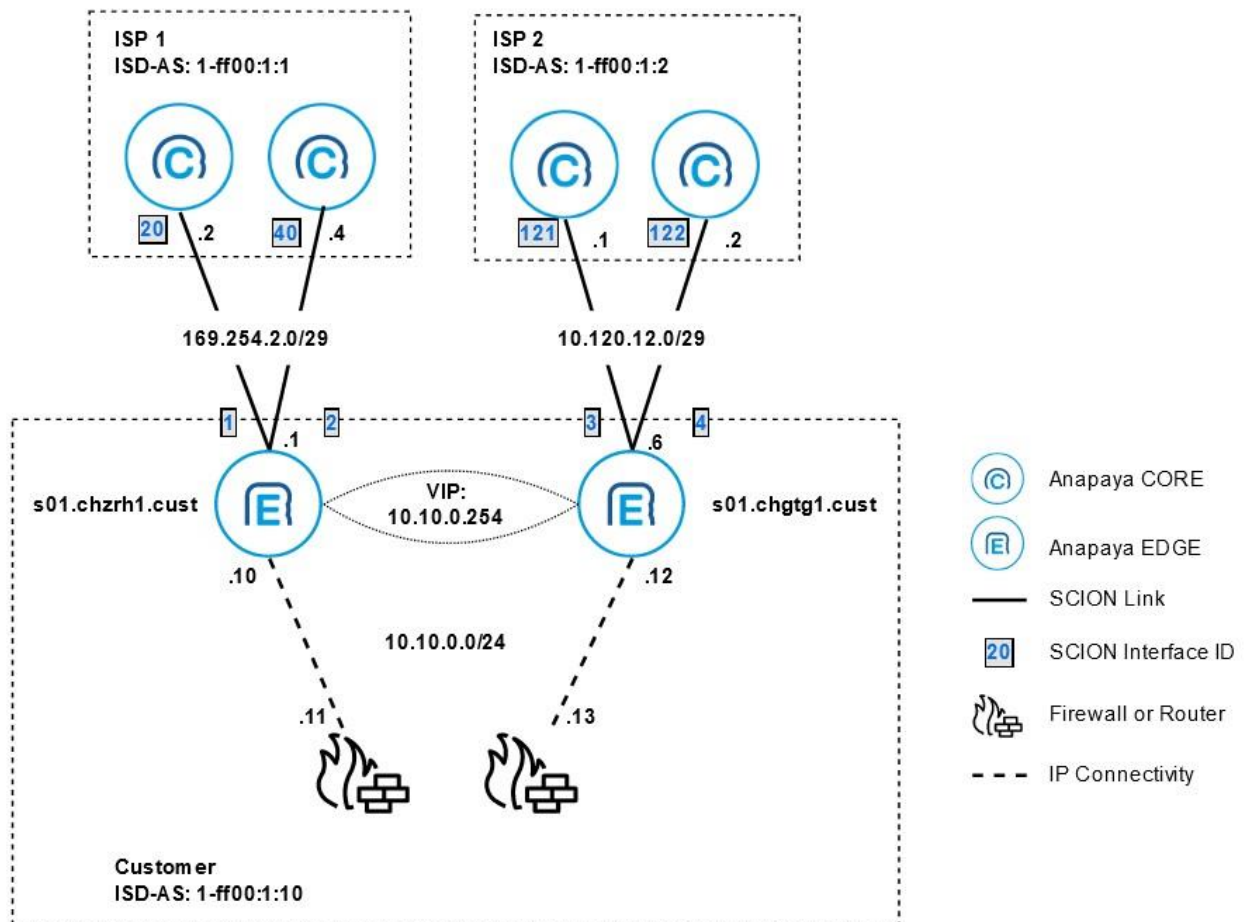 ISP 1
ISD-AS: 1-ff00:1:1
C
C
20
.2
40
.4
ISP 2
ISD-AS: 1-ff00:1:2
C
C
121
.1
122
.2
169.254.2.0/29
10.120.12.0/29
1
2
.1
3
4
.6
s01.chzrh1.cust
E
VIP:
10.10.0.254
E
s01.chgtg1.cust
.10
.12
10.10.0.0/24
.11
.13
Customer
ISD-AS: 1-ff00:1:10
C
Anapaya CORE
E
Anapaya EDGE
SCION Link
20
SCION Interface ID
Firewall or Router
IP Connectivity